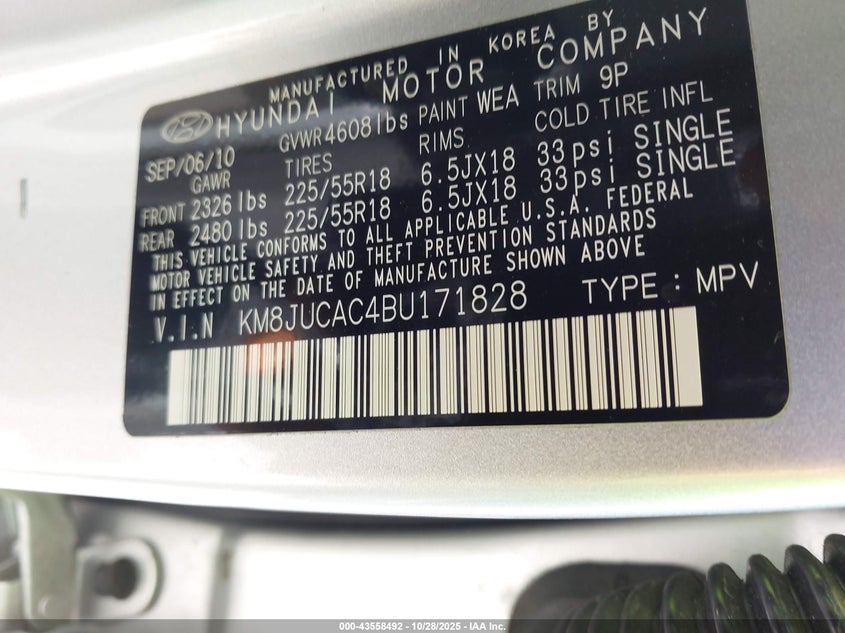 MANUFACTURED IN KOREA BY
HYUNDAI MOTOR COMPANY
SEP/06/10 GVWR 4608 lbs PAINT WEA TRIM 9P
GAWR TIRES RIMS COLD TIRE INFL
FRONT 2326 lbs 225/55R18 6.5JX18 33 psi SINGLE
REAR 2480 lbs 225/55R18 6.5JX18 33 psi SINGLE
THIS VEHICLE CONFORMS TO ALL APPLICABLE U.S.A. FEDERAL
MOTOR VEHICLE SAFETY AND THEFT PREVENTION STANDARDS
IN EFFECT ON THE DATE OF MANUFACTURE SHOWN ABOVE
V.I.N KM8JUCAC4BU171828 TYPE : MPV
000-43558492 - 10/28/2025 - IAA Inc.